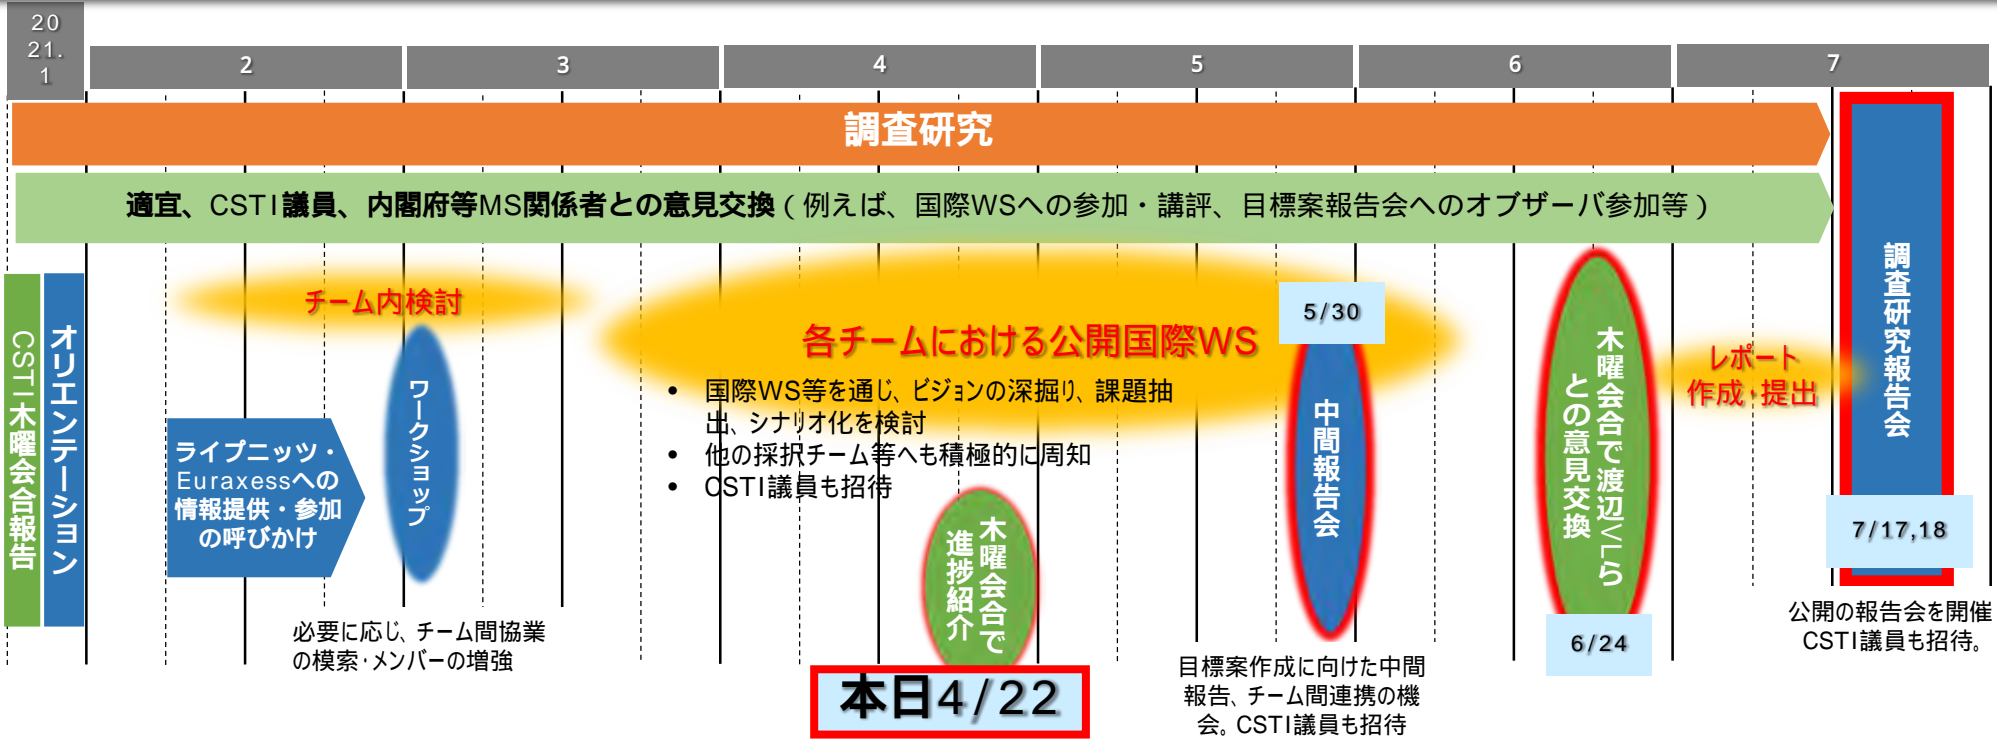 20
21.
1
2
3
4
5
6
7
調査研究
適宜、CSTI議員、内閣府等MS関係者との意見交換（例えば、国際WSへの参加・講評、目標案報告会へのオブザーバ参加等）
CSTI木曜会合報告
オリエンテーション
チーム内検討
ライプニッツ・
Euraxessへの
情報提供・参加
の呼びかけ
ワークショップ
必要に応じ、チーム間協業
の模索・メンバーの増強
各チームにおける公開国際WS
• 国際WS等を通じ、ビジョンの深掘り、課題抽
出、シナリオ化を検討
• 他の採択チーム等へも積極的に周知
• CSTI議員も招待
木曜会合で
進捗紹介
本日4/22
5/30
中間報告会
目標案作成に向けた中間
報告、チーム間連携の機
会。CSTI議員も招待
木曜会合で渡辺VLら
との意見交換
6/24
レポート
作成・提出
調査研究報告会
7/17,18
公開の報告会を開催
CSTI議員も招待。